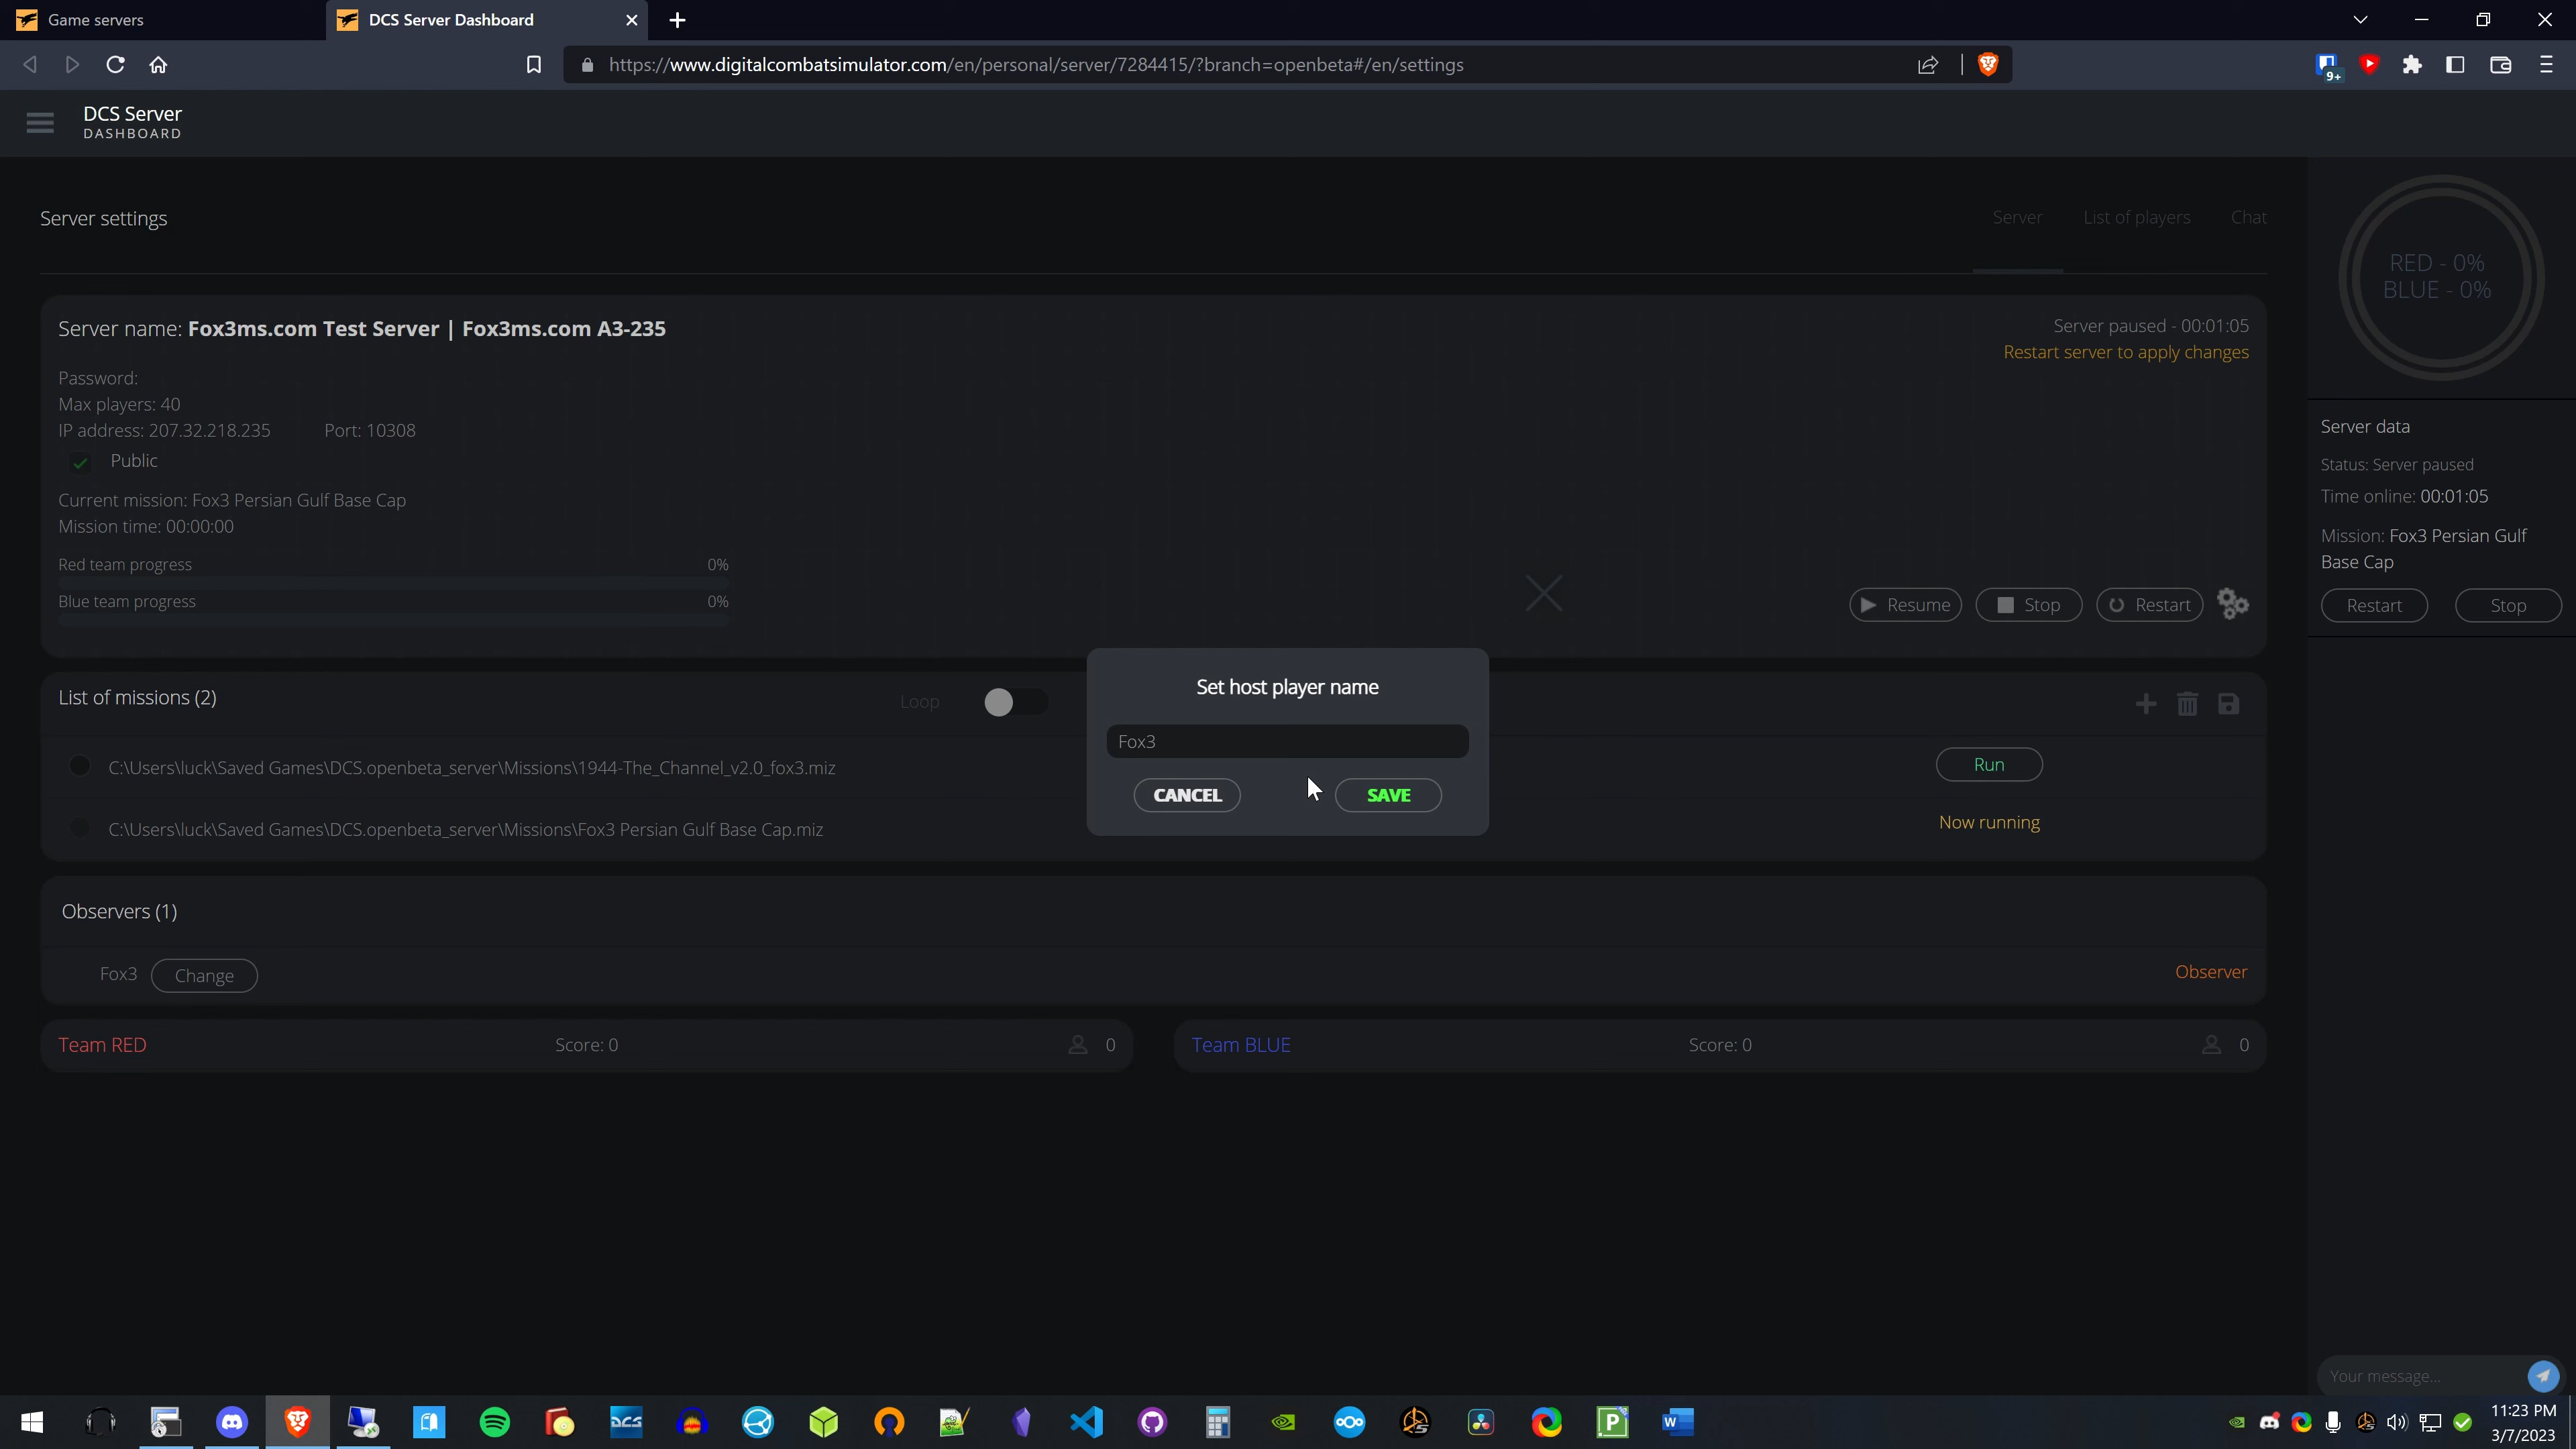 Game servers
DCS Server Dashboard
https://www.digitalcombatsimulator.com/en/personal/server/7284415/?branch=openbeta#/en/settings
9+
DCS Server
DASHBOARD
Server settings
Server List of players Chat
RED - 0%
BLUE - 0%
Server name: Fox3ms.com Test Server | Fox3ms.com A3-235
Server paused - 00:01:05
Restart server to apply changes
Password:
Max players: 40
IP address: 207.32.218.235 Port: 10308
Public
Current mission: Fox3 Persian Gulf Base Cap
Mission time: 00:00:00
Red team progress 0%
Blue team progress 0%
Resume Stop Restart
Server data
Status: Server paused
Time online: 00:01:05
Mission: Fox3 Persian Gulf
Base Cap
Restart Stop
List of missions (2) Loop
C:\Users\luck\Saved Games\DCS.openbeta_server\Missions\1944-The_Channel_v2.0_fox3.miz Run
C:\Users\luck\Saved Games\DCS.openbeta_server\Missions\Fox3 Persian Gulf Base Cap.miz Now running
Set host player name
Fox3
CANCEL SAVE
Observers (1)
Fox3 Change Observer
Team RED Score: 0 0
Team BLUE Score: 0 0
Your message...
DCS
P
W
11:23 PM
3/7/2023